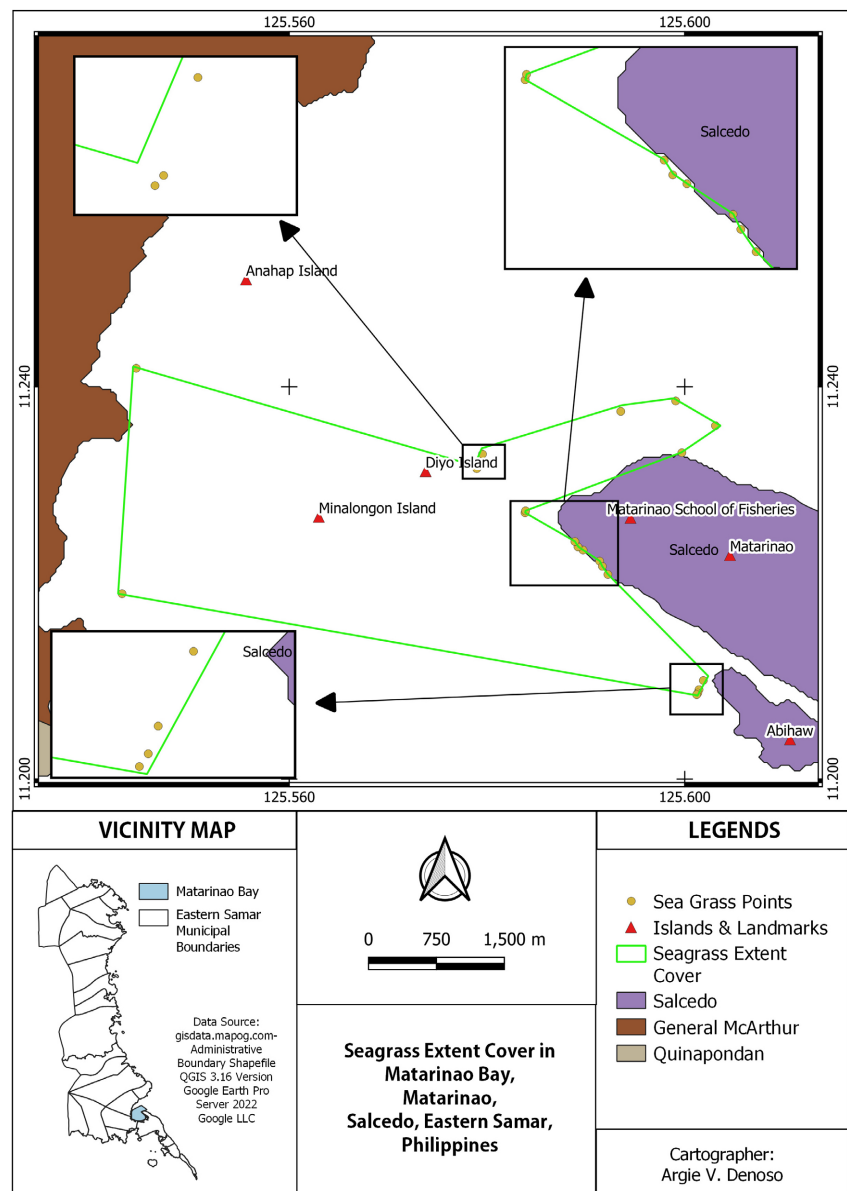 125.560
125.600
Salcedo
Anahap Island
11.240
11.240
Diyo Island
Minalongon Island
Matarinao School of Fisheries
Salcedo
Matarinao
Salcedo
Abihaw
11.200
11.200
125.560
125.600
VICINITY MAP
Matarinao Bay
Eastern Samar
Municipal
Boundaries
Data Source:
gisdata.mapog.com-
Administrative
Boundary Shapefile
QGIS 3.16 Version
Google Earth Pro
Server 2022
Google LLC
0 750 1,500 m
Seagrass Extent Cover in
Matarinao Bay,
Matarinao,
Salcedo, Eastern Samar,
Philippines
LEGENDS
Sea Grass Points
Islands & Landmarks
Seagrass Extent
Cover
Salcedo
General McArthur
Quinapondan
Cartographer:
Argie V. Denoso